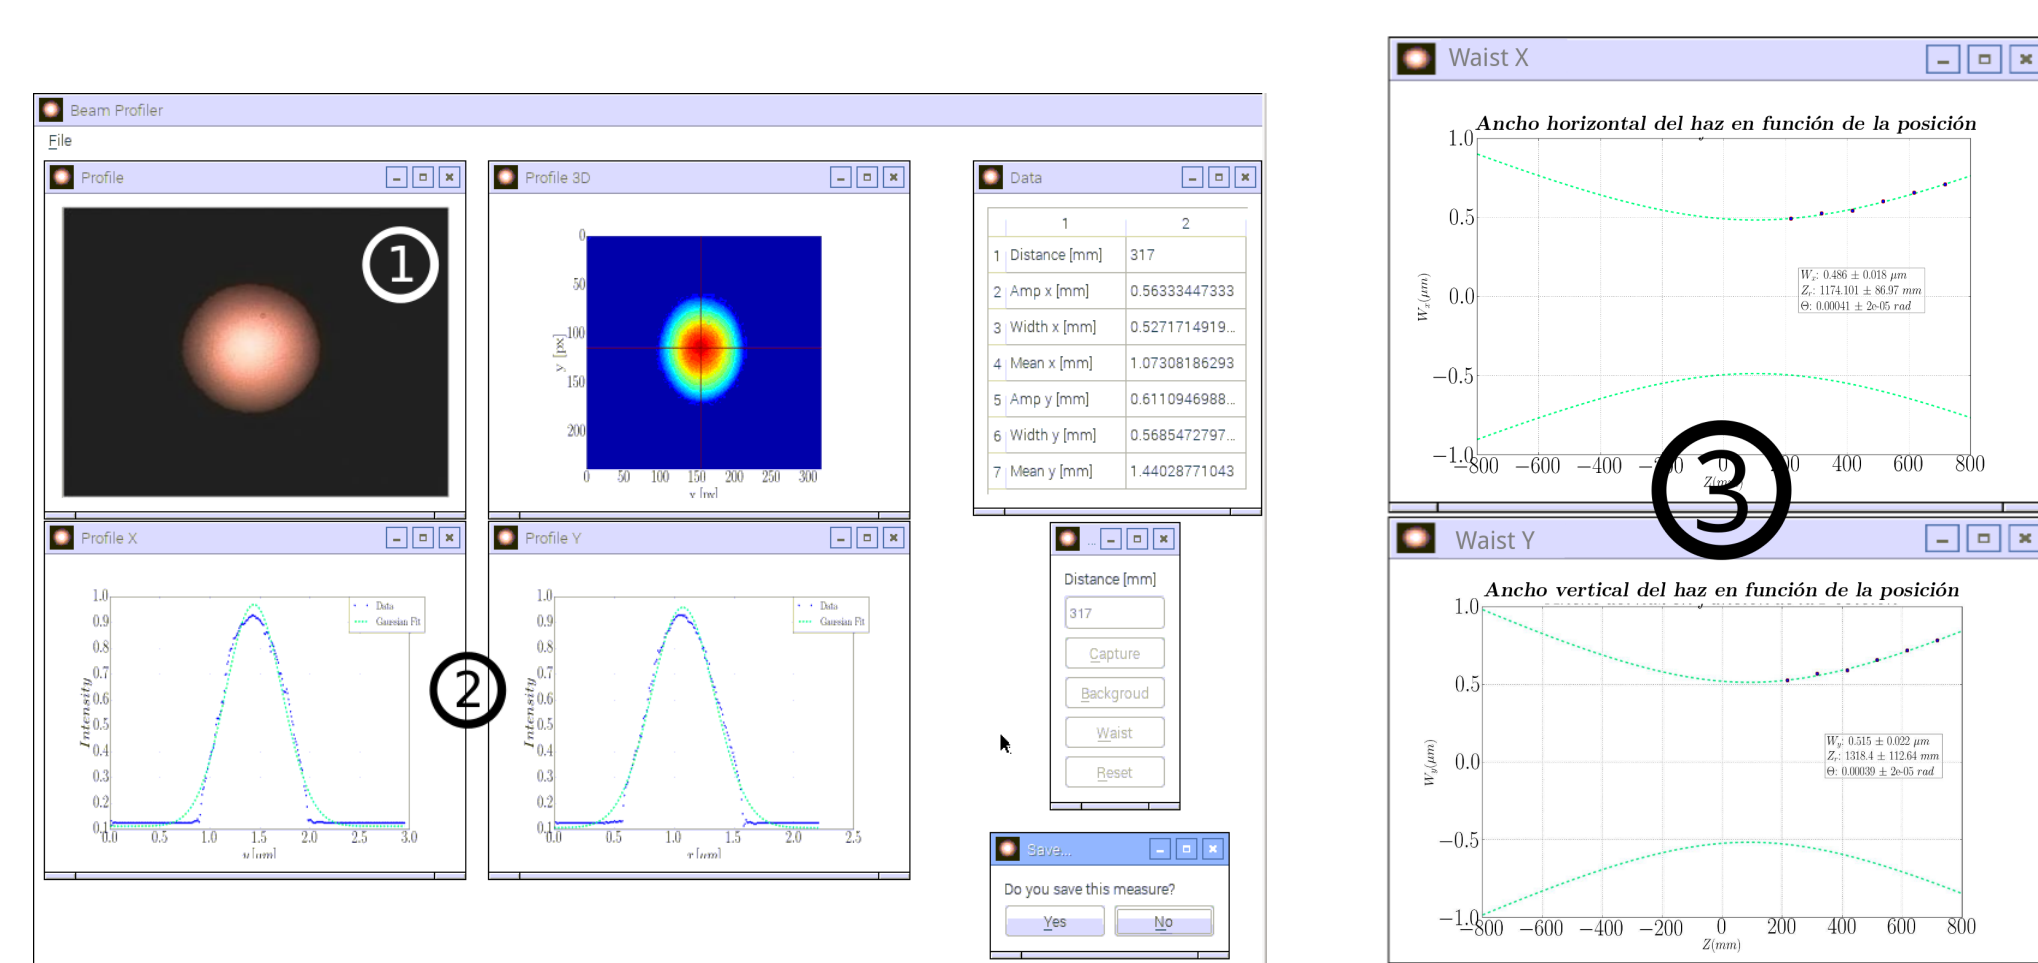 Beam Profiler
File
Profile
1
Profile 3D
0
50
100
150
200
y [px]
0 50 100 150 200 250 300
x [px]
Data
1 2
1 Distance [mm] 317
2 Amp x [mm] 0.56333447333
3 Width x [mm] 0.5271714919...
4 Mean x [mm] 1.07308186293
5 Amp y [mm] 0.6110946988...
6 Width y [mm] 0.5685472797...
7 Mean y [mm] 1.44028771043
Profile X
1.0
0.9
0.8
0.7
0.6
0.5
0.4
0.3
0.2
0.1
Intensity
Data
Gaussian Fit
0.0 0.5 1.0 1.5 2.0 2.5 3.0
y [μm]
2
Profile Y
1.0
0.9
0.8
0.7
0.6
0.5
0.4
0.3
0.2
0.1
Intensity
Data
Gaussian Fit
0.0 0.5 1.0 1.5 2.0 2.5
x [μm]
...
Distance [mm]
317
Capture
Backgroud
Waist
Reset
Save...
Do you save this measure?
Yes No
Waist X
Ancho horizontal del haz en función de la posición
1.0
0.5
0.0
−0.5
−1.0
Wx(μm)
Wx: 0.486 ± 0.018 μm
Zr: 1174.101 ± 86.97 mm
Θ: 0.00041 ± 2e-05 rad
−800 −600 −400 −200 0 200 400 600 800
Z(mm)
3
Waist Y
Ancho vertical del haz en función de la posición
1.0
0.5
0.0
−0.5
−1.0
Wy(μm)
Wy: 0.515 ± 0.022 μm
Zr: 1318.4 ± 112.64 mm
Θ: 0.00039 ± 2e-05 rad
−800 −600 −400 −200 0 200 400 600 800
Z(mm)